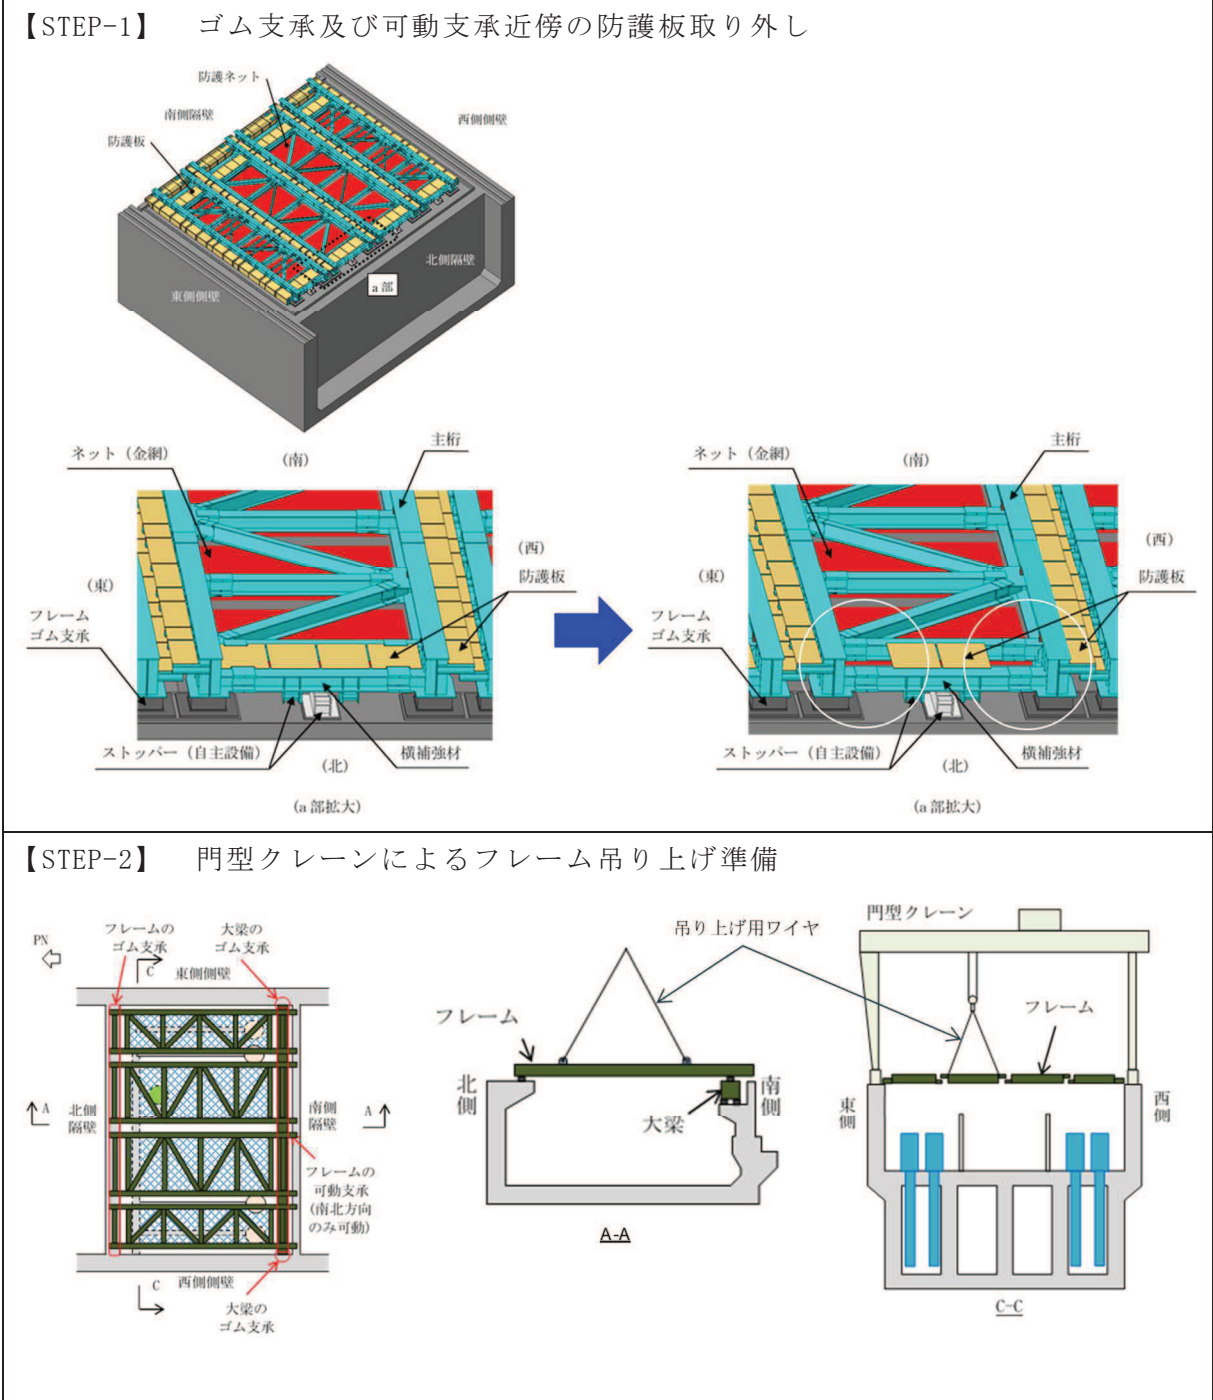 【STEP-1】 ゴム支承及び可動支承近傍の防護板取り外し
防護ネット
南側隔壁
西側側壁
防護板
北側隔壁
a 部
東側側壁
主桁
ネット（金網）
（南）
（西）
（東）
防護板
フレーム
ゴム支承
ストッパー（自主設備）
横補強材
（北）
（a 部拡大）
主桁
ネット（金網）
（南）
（西）
（東）
防護板
フレーム
ゴム支承
ストッパー（自主設備）
横補強材
（北）
（a 部拡大）
【STEP-2】 門型クレーンによるフレーム吊り上げ準備
PN
フレームの
ゴム支承
大梁の
ゴム支承
C
東側側壁
A
北側
隔壁
南側
隔壁
A
フレームの
可動支承
(南北方向
のみ可動)
C
西側側壁
大梁の
ゴム支承
吊り上げ用ワイヤ
フレーム
北側
南側
大梁
A-A
門型クレーン
フレーム
東側
西側
C-C